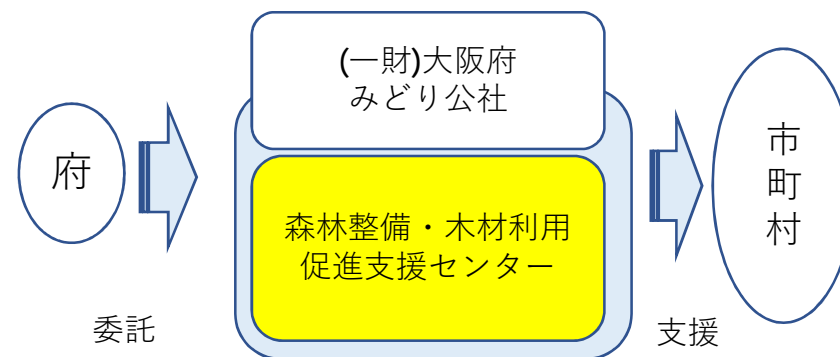 (一財)大阪府
みどり公社
府
森林整備・木材利用
促進支援センター
市
町
村
委託
支援